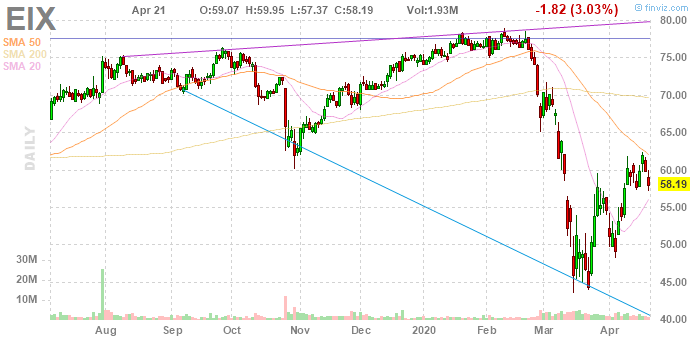 EIX
Apr 21 O:59.07 H:59.95 L:57.37 C:58.19 Vol:1.93M -1.82 (3.03%)
© finviz.com
SMA 50
SMA 200
SMA 20
DAILY
80.00
75.00
70.00
65.00
60.00
58.19
55.00
50.00
45.00
40.00
30M
20M
10M
Aug Sep Oct Nov Dec 2020 Feb Mar Apr